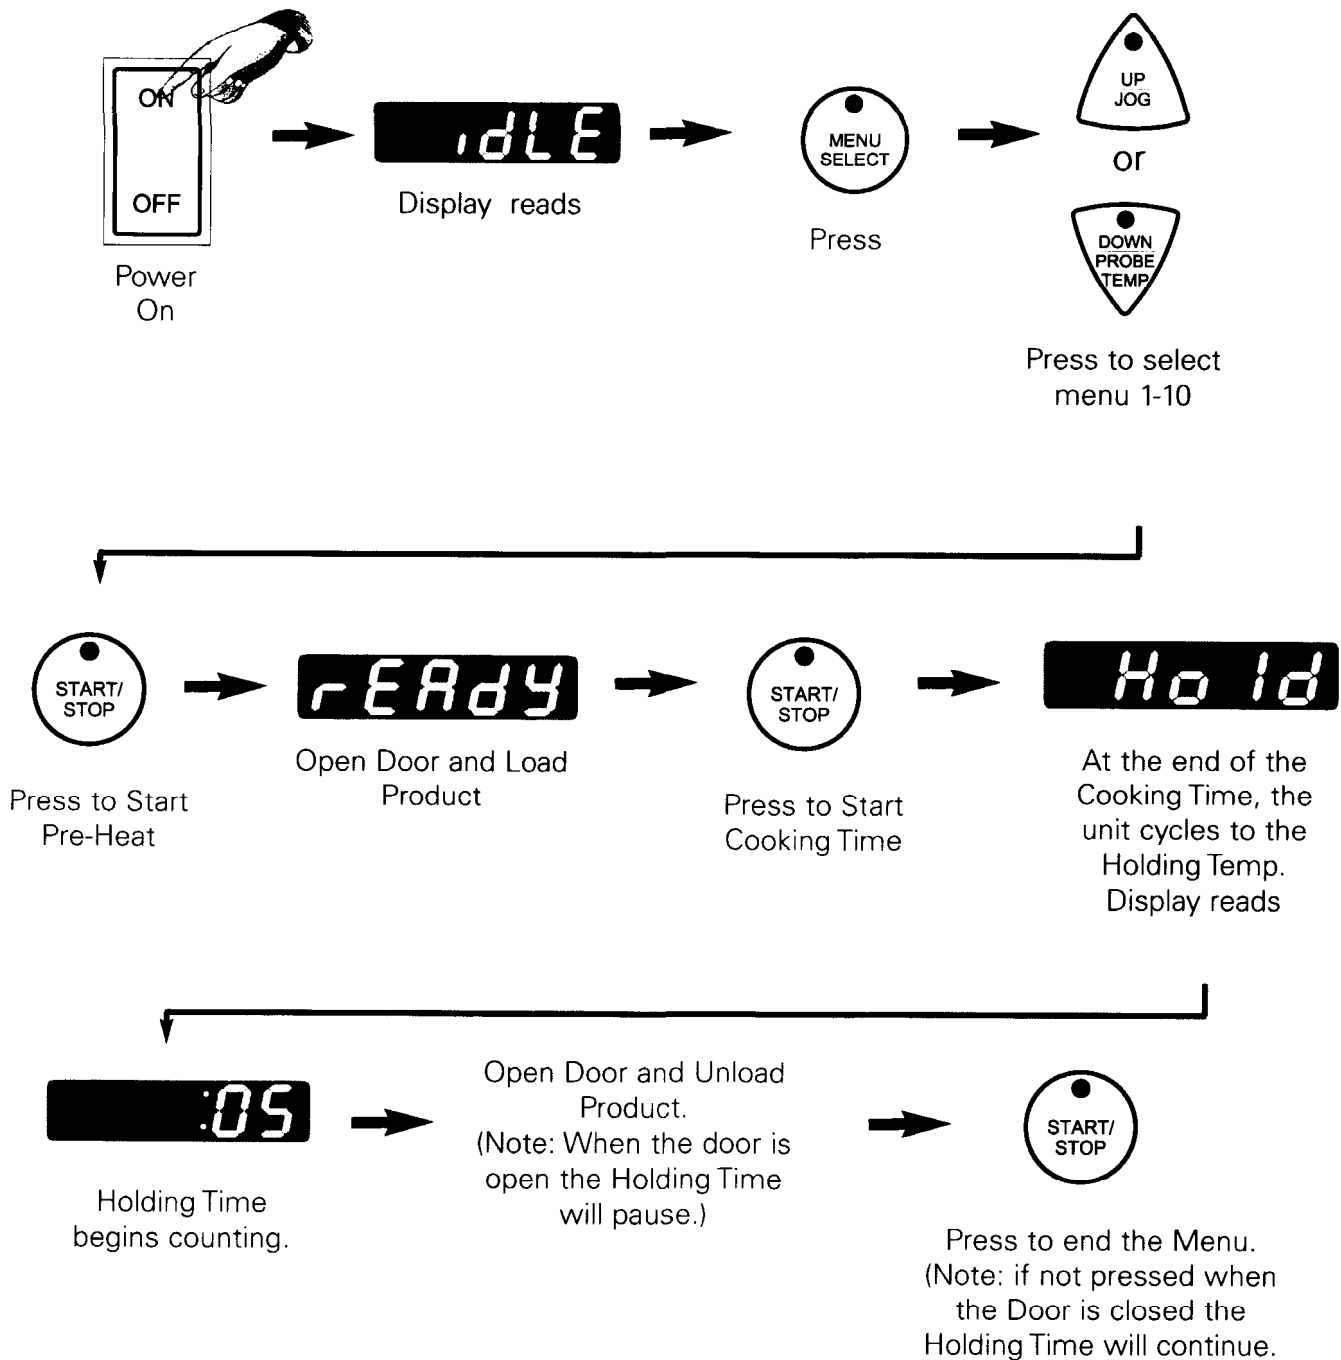 ON
OFF
Power
On
idLE
Display reads
MENU
SELECT
Press
UP
JOG
or
DOWN
PROBE
TEMP
Press to select
menu 1-10
START/
STOP
Press to Start
Pre-Heat
rEAdY
Open Door and Load
Product
START/
STOP
Press to Start
Cooking Time
Hold
At the end of the
Cooking Time, the
unit cycles to the
Holding Temp.
Display reads
:05
Holding Time
begins counting.
Open Door and Unload
Product.
(Note: When the door is
open the Holding Time
will pause.)
START/
STOP
Press to end the Menu.
(Note: if not pressed when
the Door is closed the
Holding Time will continue.